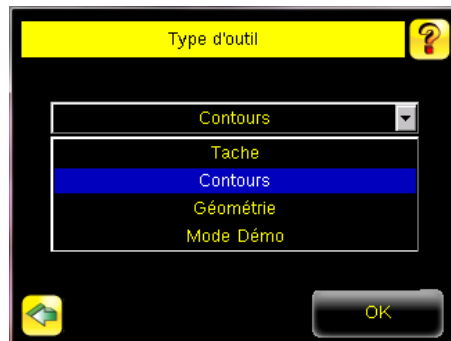 Type d'outil
?
Contours
Tache
Contours
Géométrie
Mode Démo
OK